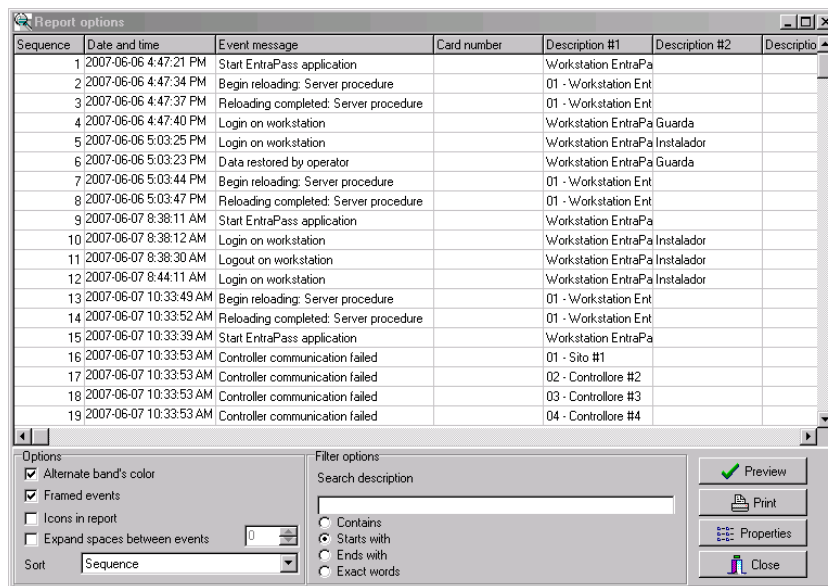 Report options
Sequence Date and time Event message Card number Description #1 Description #2 Descriptio
1 2007-06-06 4:47:21 PM Start EntraPass application Workstation EntraPa
2 2007-06-06 4:47:34 PM Begin reloading: Server procedure 01 - Workstation Ent
3 2007-06-06 4:47:37 PM Reloading completed: Server procedure 01 - Workstation Ent
4 2007-06-06 4:47:40 PM Login on workstation Workstation EntraPa Guarda
5 2007-06-06 5:03:25 PM Login on workstation Workstation EntraPa Instalador
6 2007-06-06 5:03:23 PM Data restored by operator Workstation EntraPa Guarda
7 2007-06-06 5:03:44 PM Begin reloading: Server procedure 01 - Workstation Ent
8 2007-06-06 5:03:47 PM Reloading completed: Server procedure 01 - Workstation Ent
9 2007-06-07 8:38:11 AM Start EntraPass application Workstation EntraPa
10 2007-06-07 8:38:12 AM Login on workstation Workstation EntraPa Instalador
11 2007-06-07 8:38:30 AM Logout on workstation Workstation EntraPa Instalador
12 2007-06-07 8:44:11 AM Login on workstation Workstation EntraPa Instalador
13 2007-06-07 10:33:49 AM Begin reloading: Server procedure 01 - Workstation Ent
14 2007-06-07 10:33:52 AM Reloading completed: Server procedure 01 - Workstation Ent
15 2007-06-07 10:33:39 AM Start EntraPass application Workstation EntraPa
16 2007-06-07 10:33:53 AM Controller communication failed 01 - Sito #1
17 2007-06-07 10:33:53 AM Controller communication failed 02 - Controllore #2
18 2007-06-07 10:33:53 AM Controller communication failed 03 - Controllore #3
19 2007-06-07 10:33:53 AM Controller communication failed 04 - Controllore #4
Options
Alternate band's color
Framed events
Icons in report
Expand spaces between events 0
Sort Sequence
Filter options
Search description
Contains
Starts with
Ends with
Exact words
Preview
Print
Properties
Close